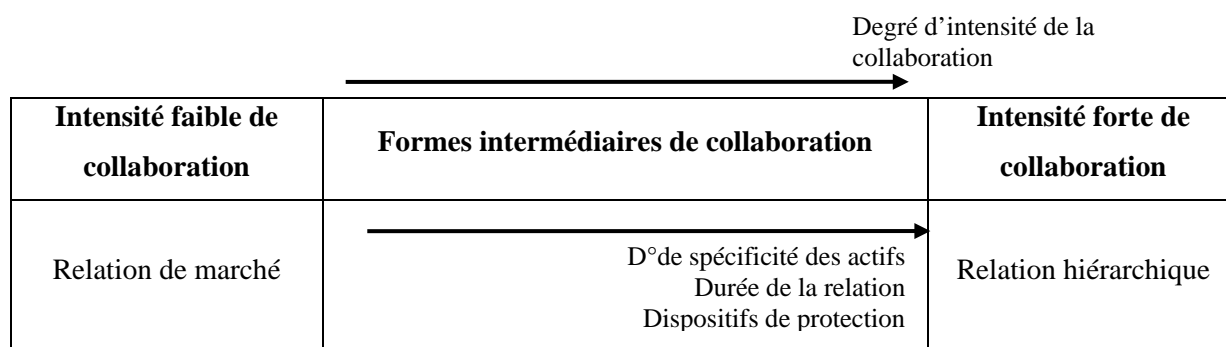 Degré d’intensité de la
collaboration
Intensité faible de
collaboration
Formes intermédiaires de collaboration
Intensité forte de
collaboration
Relation de marché
D°de spécificité des actifs
Durée de la relation
Dispositifs de protection
Relation hiérarchique